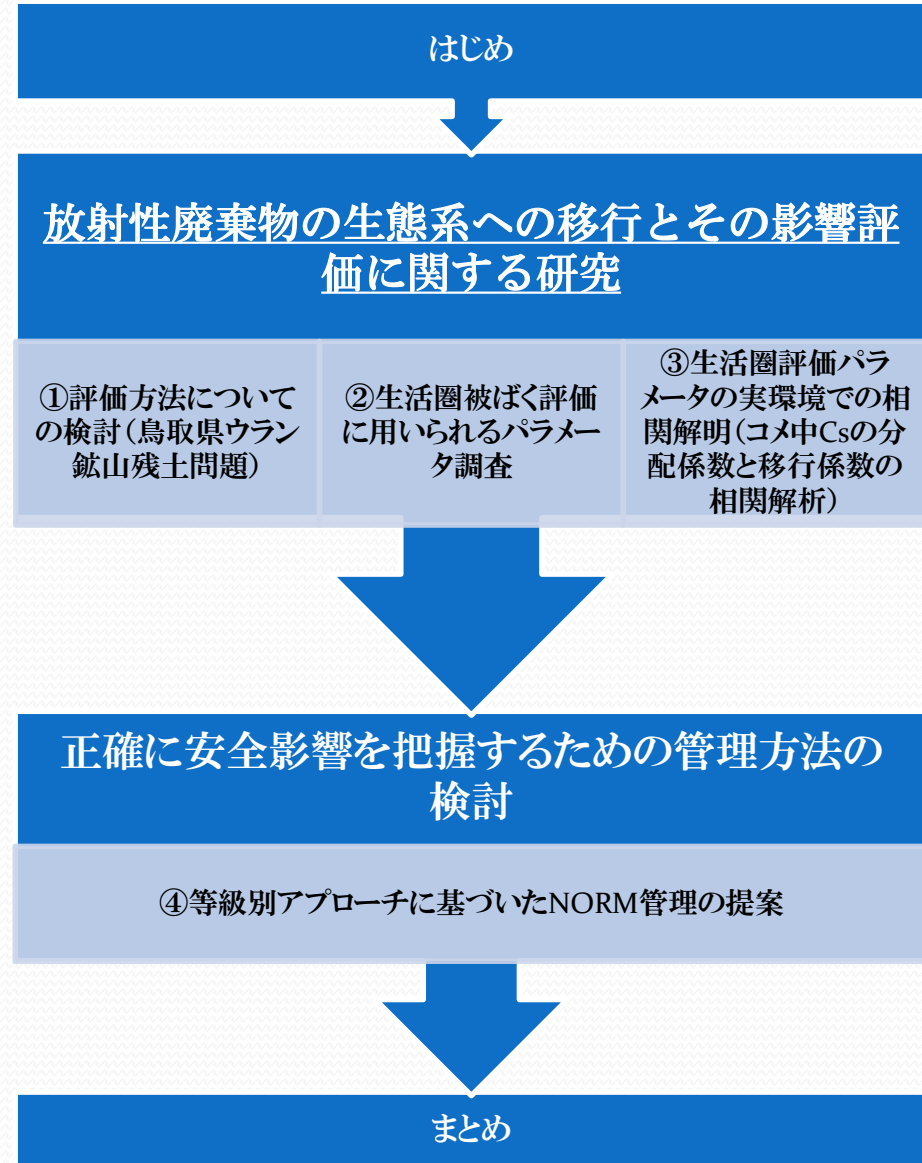 はじめ
放射性廃棄物の生態系への移行とその影響評
価に関する研究
①評価方法について
の検討(鳥取県ウラン
鉱山残土問題)
②生活圏被ばく評価
に用いられるパラメー
タ調査
③生活圏評価パラ
メータの実環境での相
関解明(コメ中Csの分
配係数と移行係数の
相関解析)
正確に安全影響を把握するための管理方法の
検討
④等級別アプローチに基づいたNORM管理の提案
まとめ